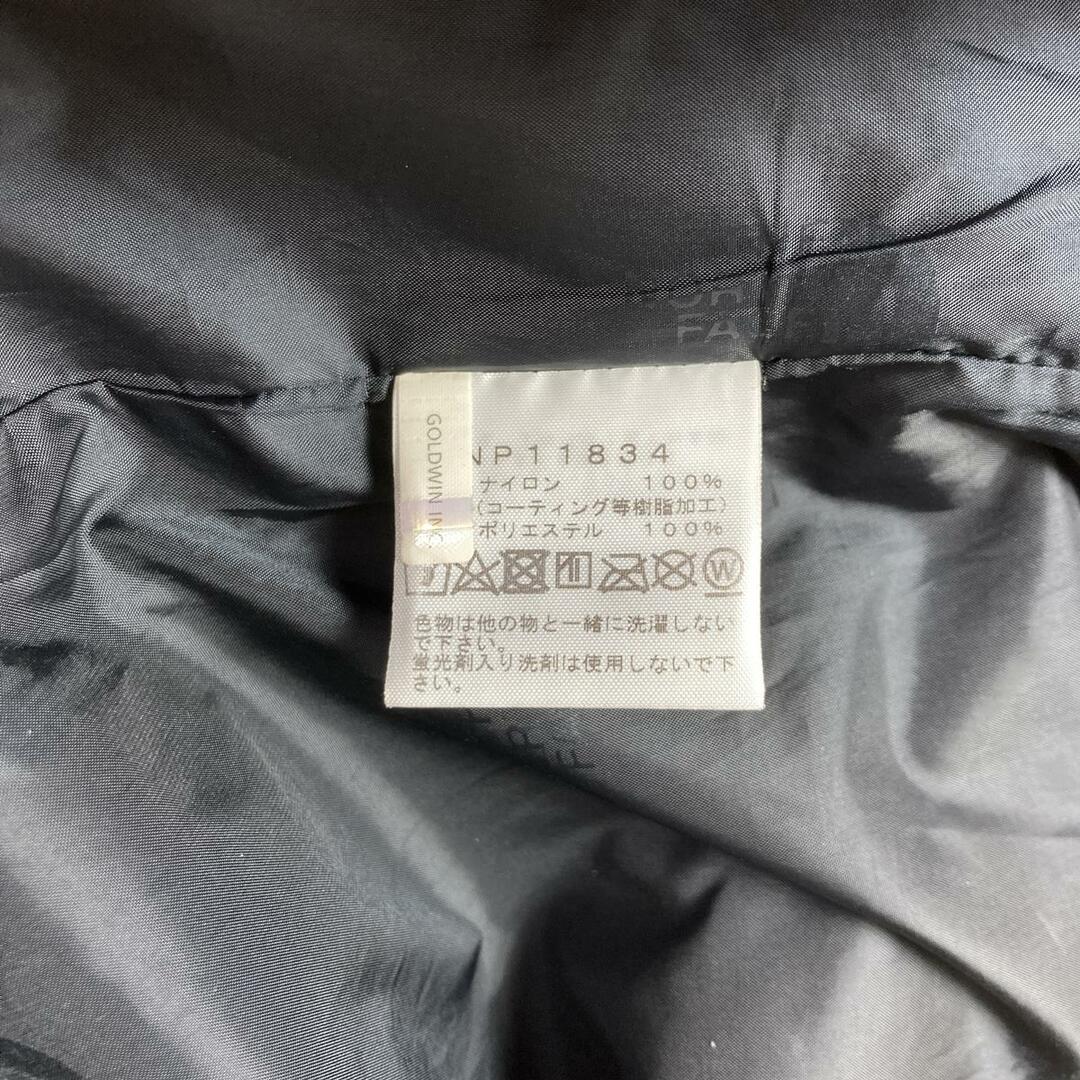 FACE
GOLDWIN INC.
NP11834
ナイロン 100%
(コーティング等樹脂加工)
ポリエステル 100%
色物は他の物と一緒に洗濯しない
で下さい。
蛍光剤入り洗剤は使用しないで下
さい。